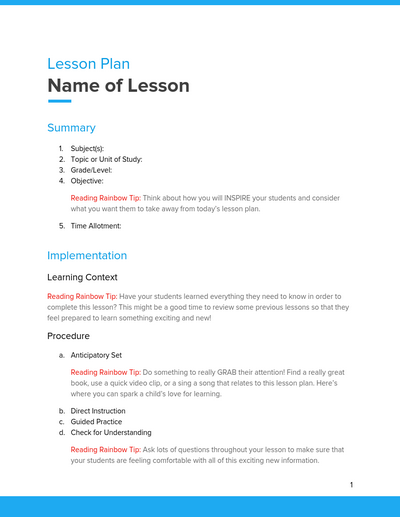 Lesson Plan
Name of Lesson
Summary
1. Subject(s):
2. Topic or Unit of Study:
3. Grade/Level:
4. Objective:
Reading Rainbow Tip: Think about how you will INSPIRE your students and consider
what you want them to take away from today's lesson plan.
5. Time Allotment:
Implementation
Learning Context
Reading Rainbow Tip: Have your students learned everything they need to know in order to
complete this lesson? This might be a good time to review some previous lessons so that they
feel prepared to learn something exciting and new!
Procedure
a. Anticipatory Set
Reading Rainbow Tip: Do something to really GRAB their attention! Find a really great
book, use a quick video clip, or a sing a song that relates to this lesson plan. Here's
where you can spark a child's love for learning.
b. Direct Instruction
c. Guided Practice
d. Check for Understanding
Reading Rainbow Tip: Ask lots of questions throughout your lesson to make sure that
your students are feeling comfortable with all of this exciting new information.
1